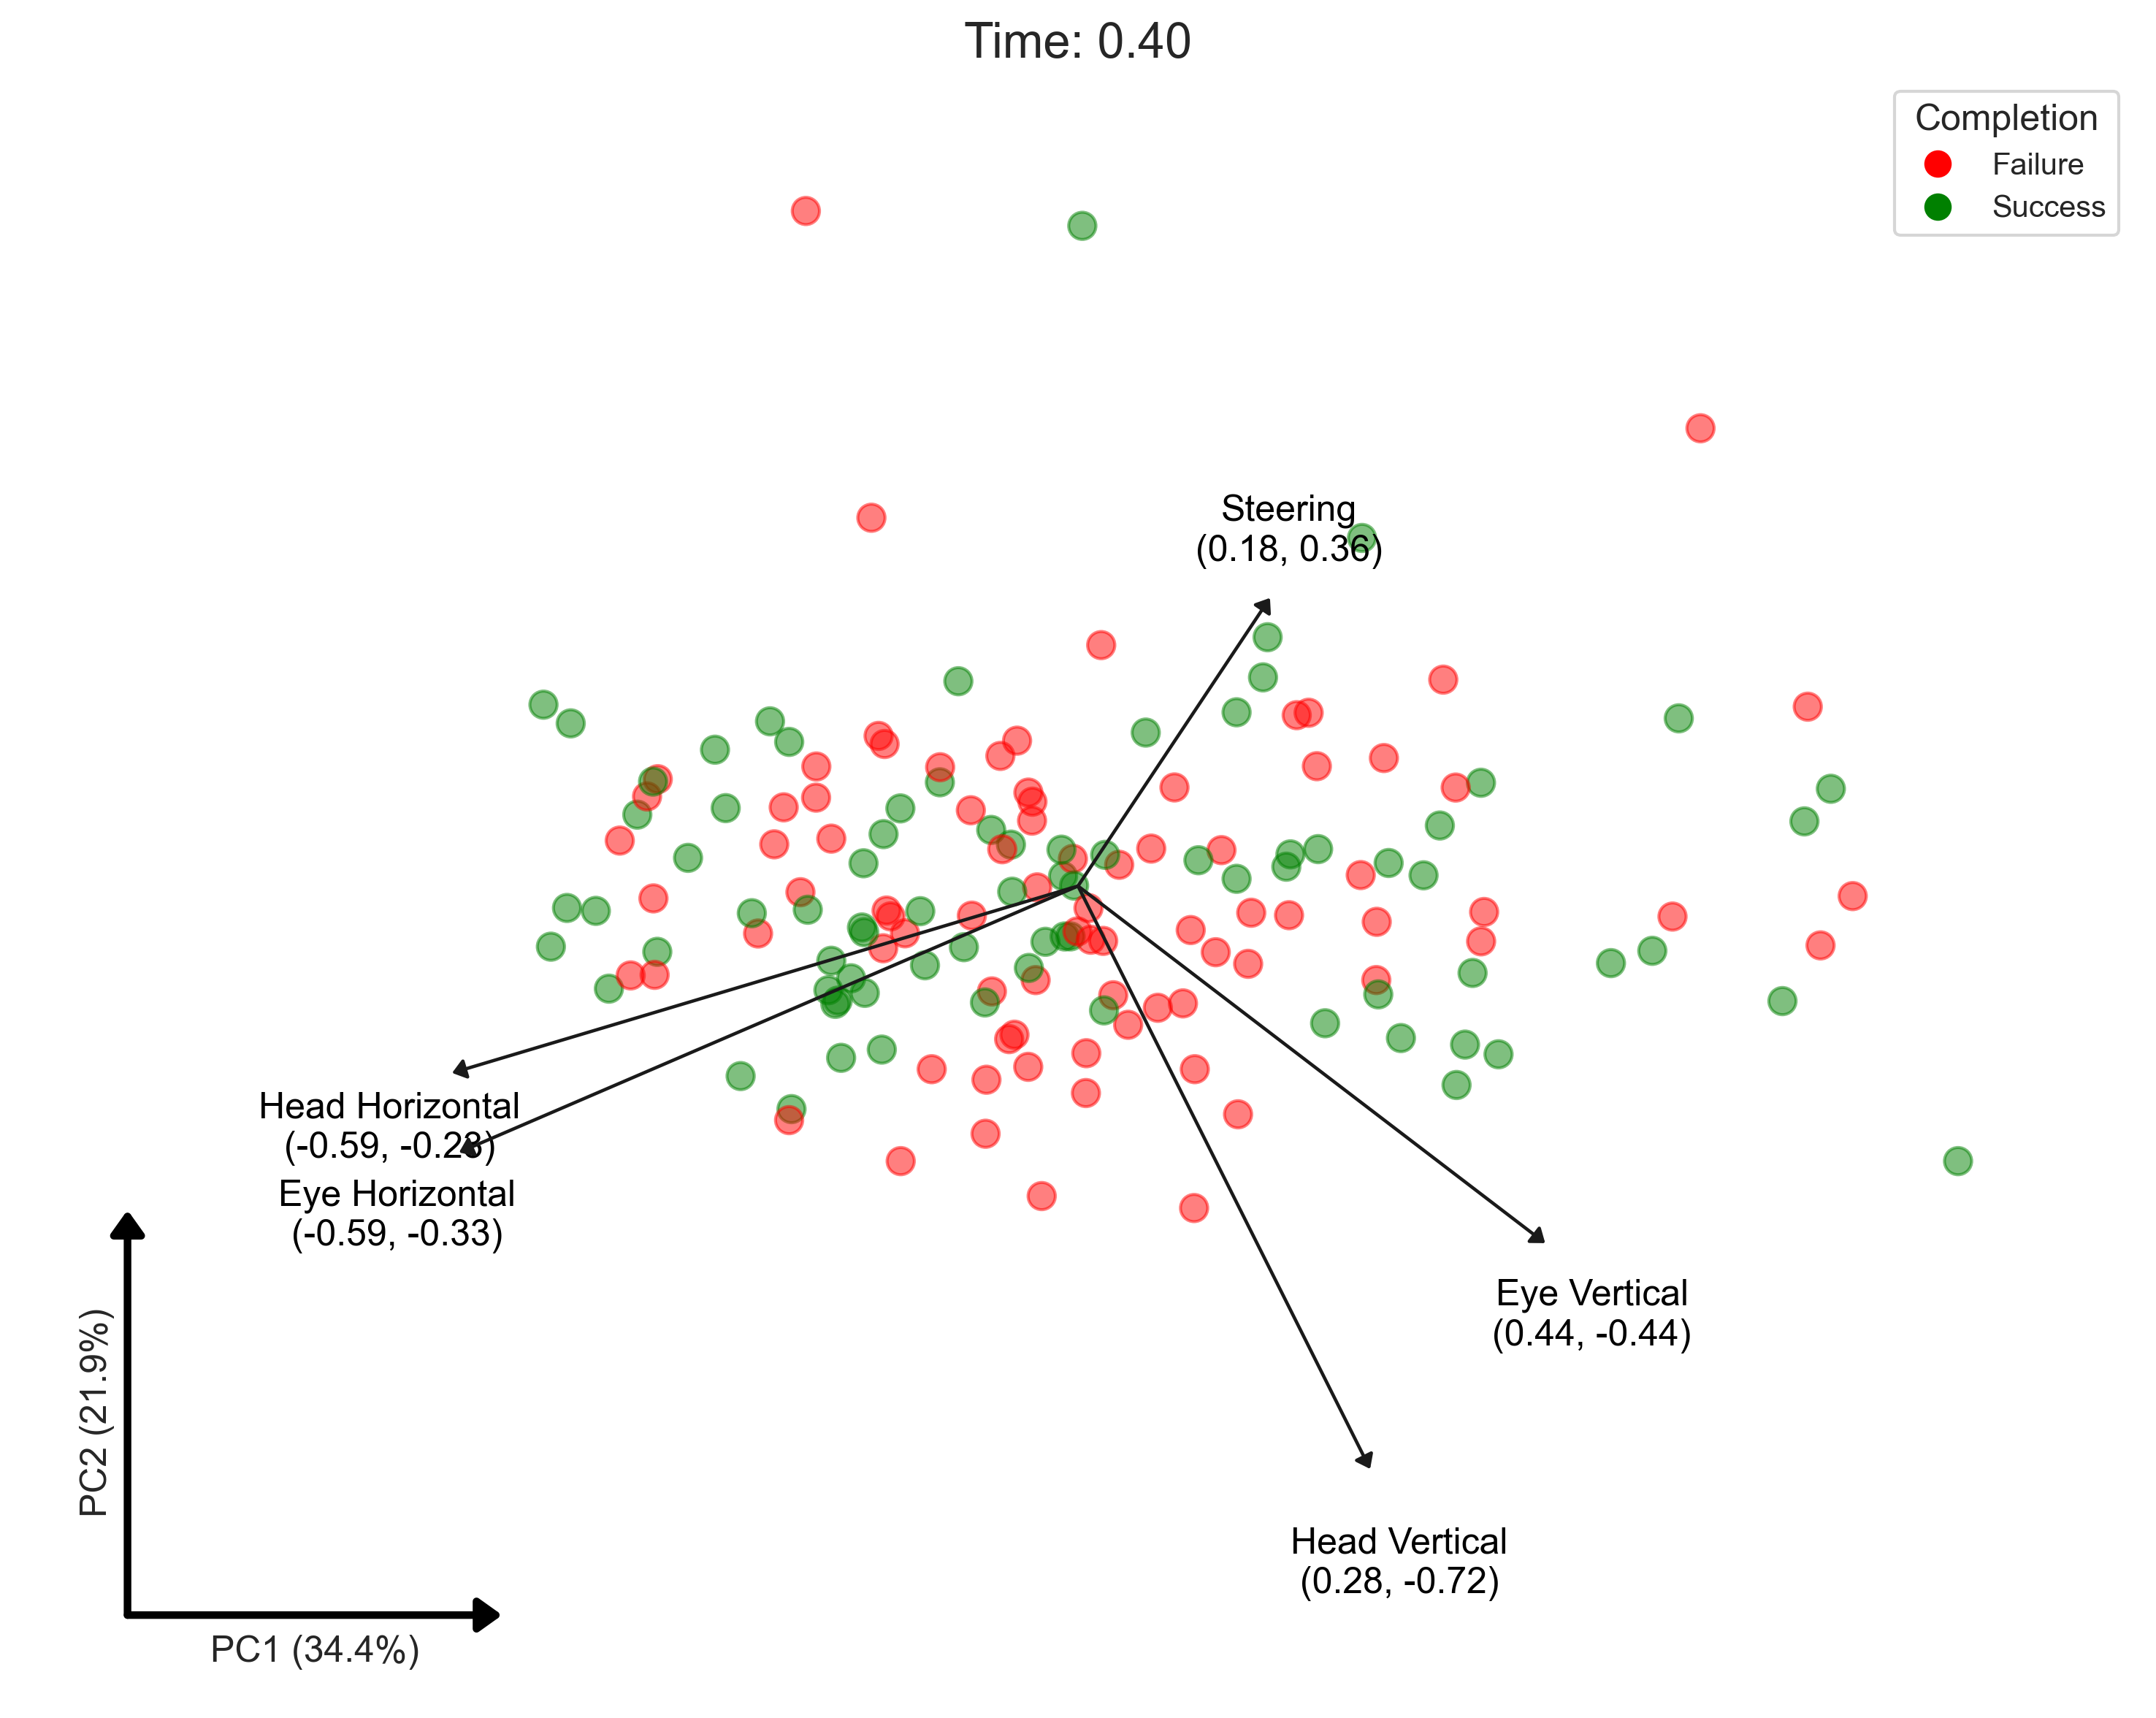 Time: 0.40
Completion
Failure
Success
Steering
(0.18, 0.36)
Head Horizontal
(-0.59, -0.23)
Eye Horizontal
(-0.59, -0.33)
Eye Vertical
(0.44, -0.44)
Head Vertical
(0.28, -0.72)
PC2 (21.9%)
PC1 (34.4%)